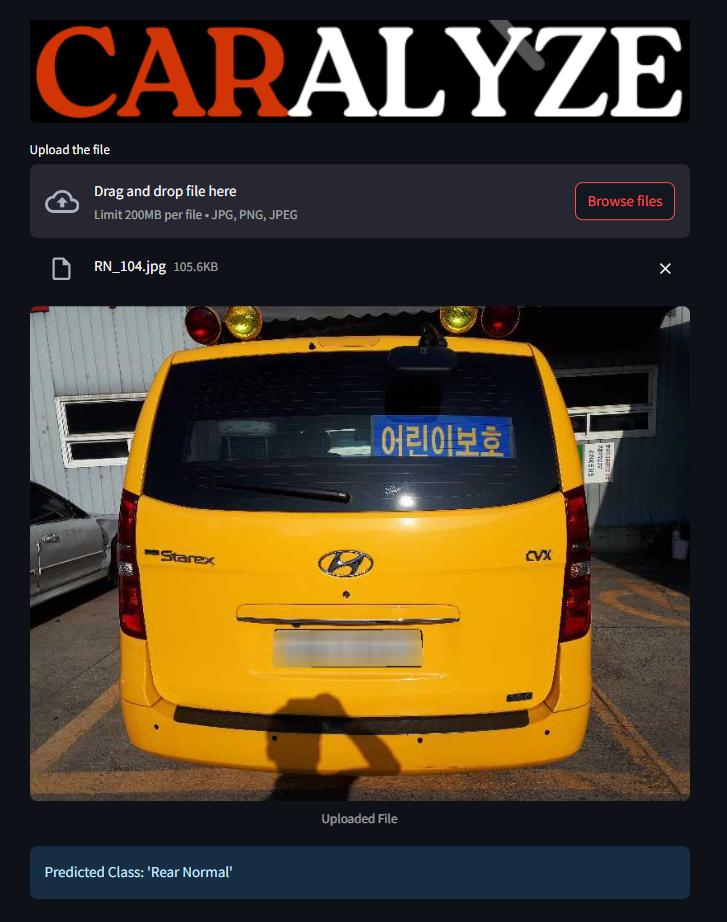 CARALYZE
Upload the file
Drag and drop file here
Limit 200MB per file • JPG, PNG, JPEG
Browse files
RN_104.jpg 105.6KB
어린이보호
Starex
CVX
Uploaded File
Predicted Class: 'Rear Normal'